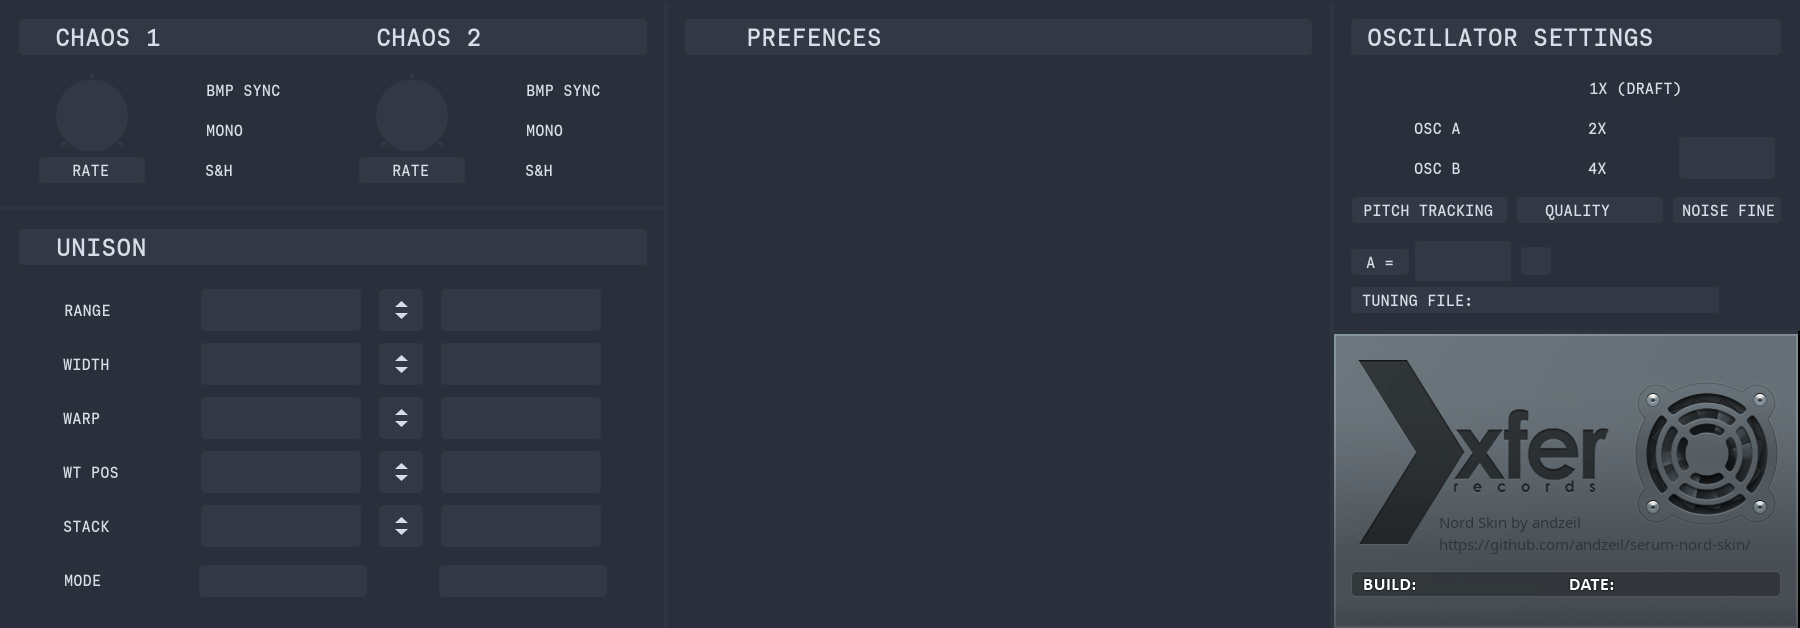 CHAOS 1
CHAOS 2
BMP SYNC
MONO
S&H
RATE
BMP SYNC
MONO
S&H
RATE
UNISON
RANGE
WIDTH
WARP
WT POS
STACK
MODE
PREFENCES
OSCILLATOR SETTINGS
1X (DRAFT)
OSC A 2X
OSC B 4X
PITCH TRACKING QUALITY NOISE FINE
A =
TUNING FILE:
xfer
records
Nord Skin by andzeil
https://github.com/andzeil/serum-nord-skin/
BUILD: DATE: